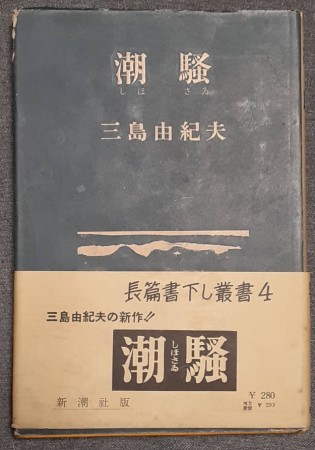 潮騒
しほさゐ
三島由紀夫
長篇書下し叢書4
三島由紀夫の新作!!
潮騒
しほさゐ
新潮社版
¥280